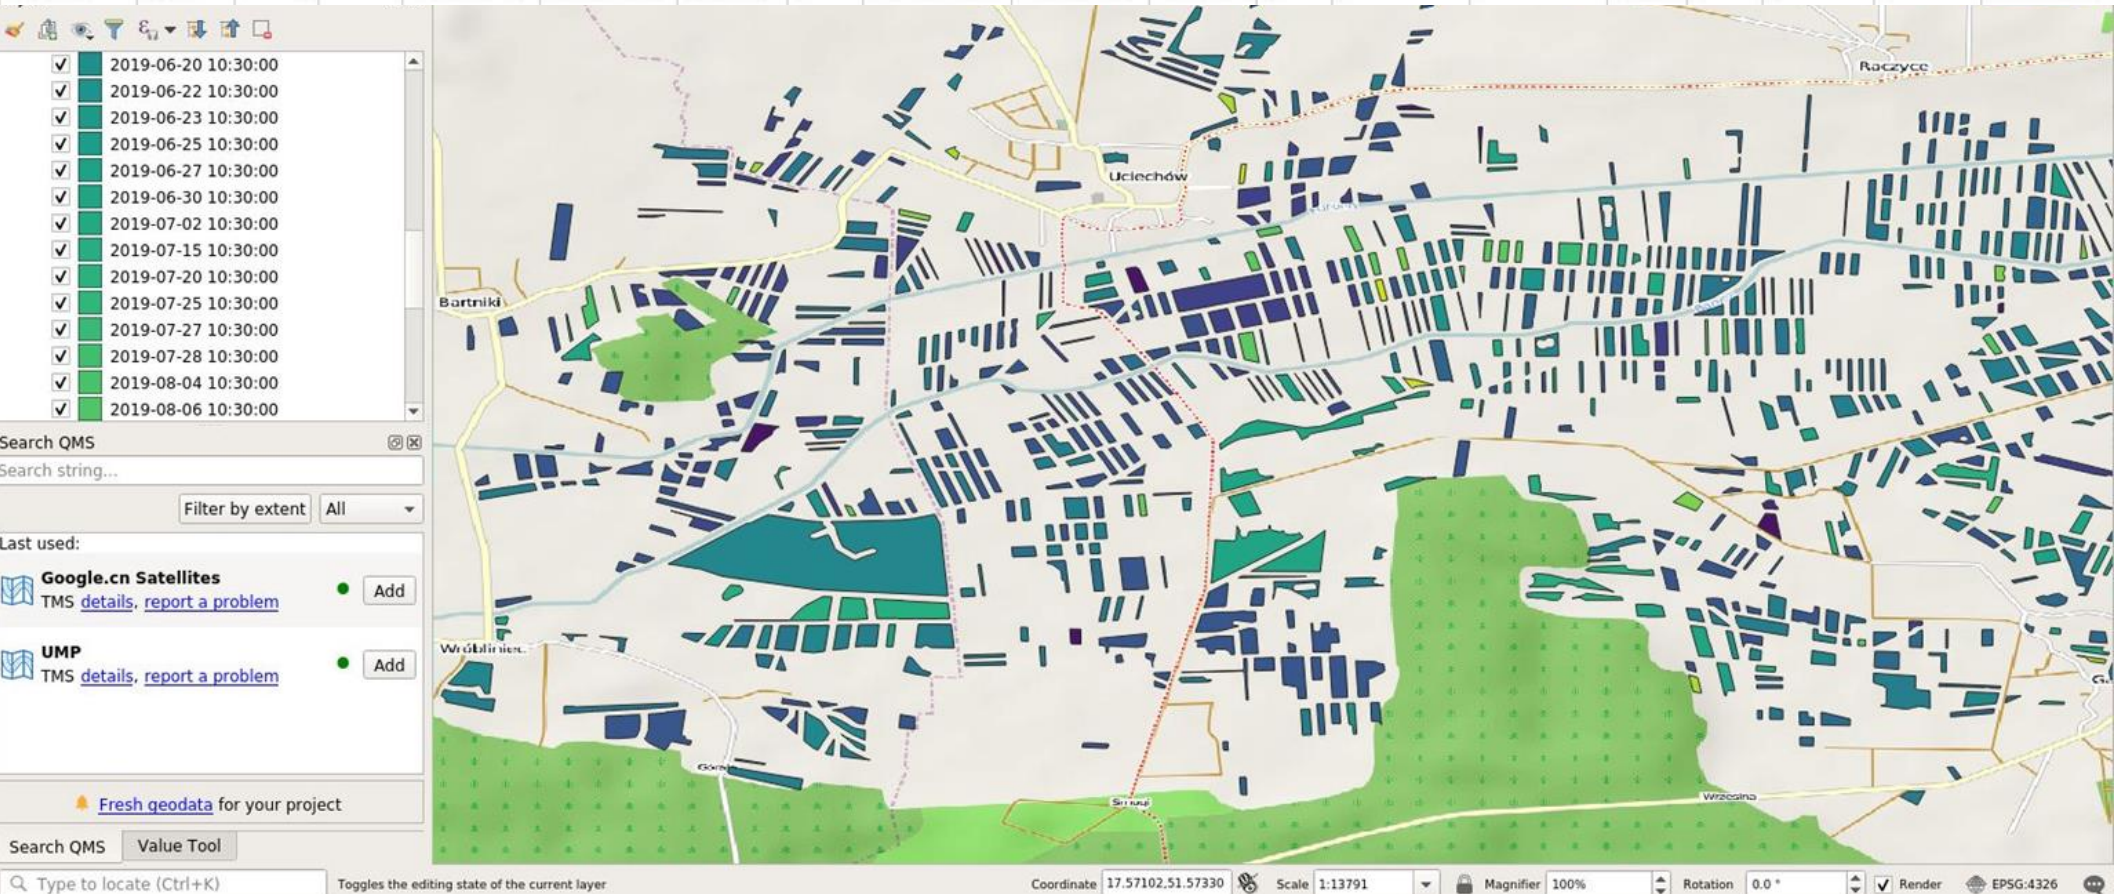 2019-06-20 10:30:00
2019-06-22 10:30:00
2019-06-23 10:30:00
2019-06-25 10:30:00
2019-06-27 10:30:00
2019-06-30 10:30:00
2019-07-02 10:30:00
2019-07-15 10:30:00
2019-07-20 10:30:00
2019-07-25 10:30:00
2019-07-27 10:30:00
2019-07-28 10:30:00
2019-08-04 10:30:00
2019-08-06 10:30:00
Search QMS
Search string...
Filter by extent All
Last used:
Google.cn Satellites
TMS details, report a problem
Add
UMP
TMS details, report a problem
Add
Fresh geodata for your project
Search QMS Value Tool
Raczyce
Uciechów
Bartniki
Wróbliniec
Wrzesina
Type to locate (Ctrl+K) Toggles the editing state of the current layer Coordinate 17.57102,51.57330 Scale 1:13791 Magnifier 100% Rotation 0.0 ° Render EPSG:4326